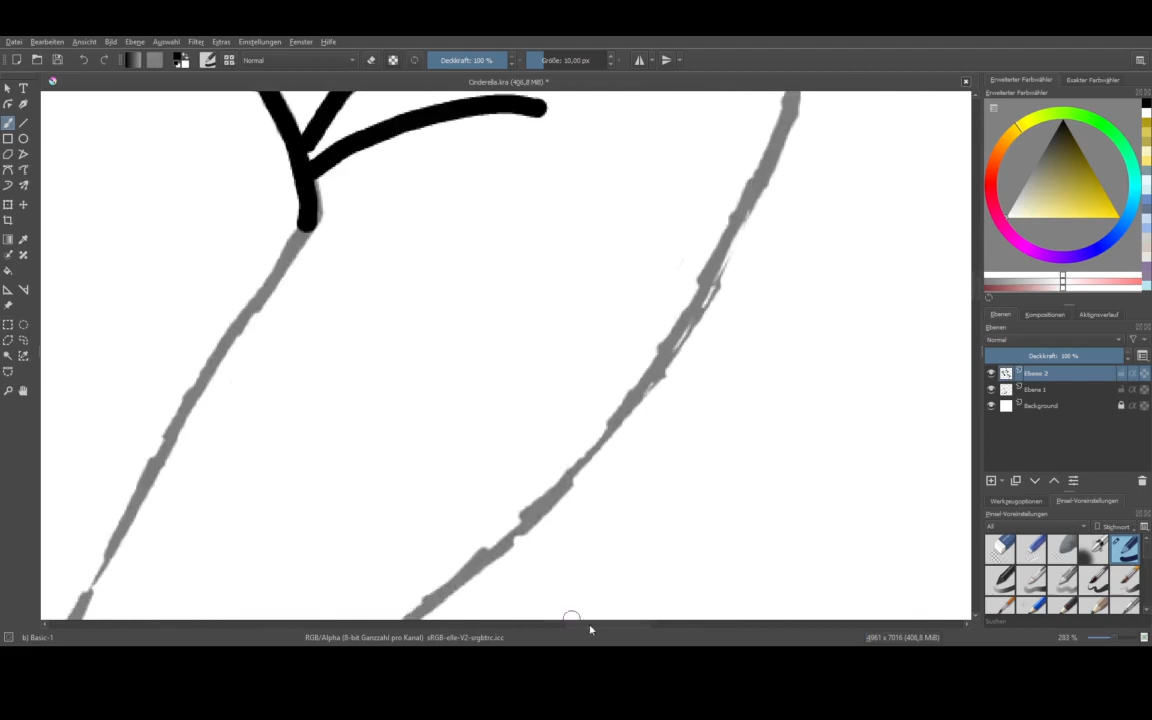 Datei Bearbeiten Ansicht Bild Ebene Auswahl Filter Extras Einstellungen Fenster Hilfe
Normal Deckkraft: 100 % Größe: 10,00 px
Cinderella.kra (406,8 MiB) *
Erweiterter Farbwähler Exakter Farbwähler
Erweiterter Farbwähler
Ebenen Kompositionen Aktionsverlauf
Ebenen
Normal
Deckkraft: 100 %
Ebene 2
Ebene 1
Background
Werkzeugoptionen Pinsel-Voreinstellungen
Pinsel-Voreinstellungen
All Stichwort
Suchen
b) Basic-1 RGB/Alpha (8-bit Ganzzahl pro Kanal) sRGB-elle-V2-srgbtrc.icc 4961 x 7016 (406,8 MiB) 283 %